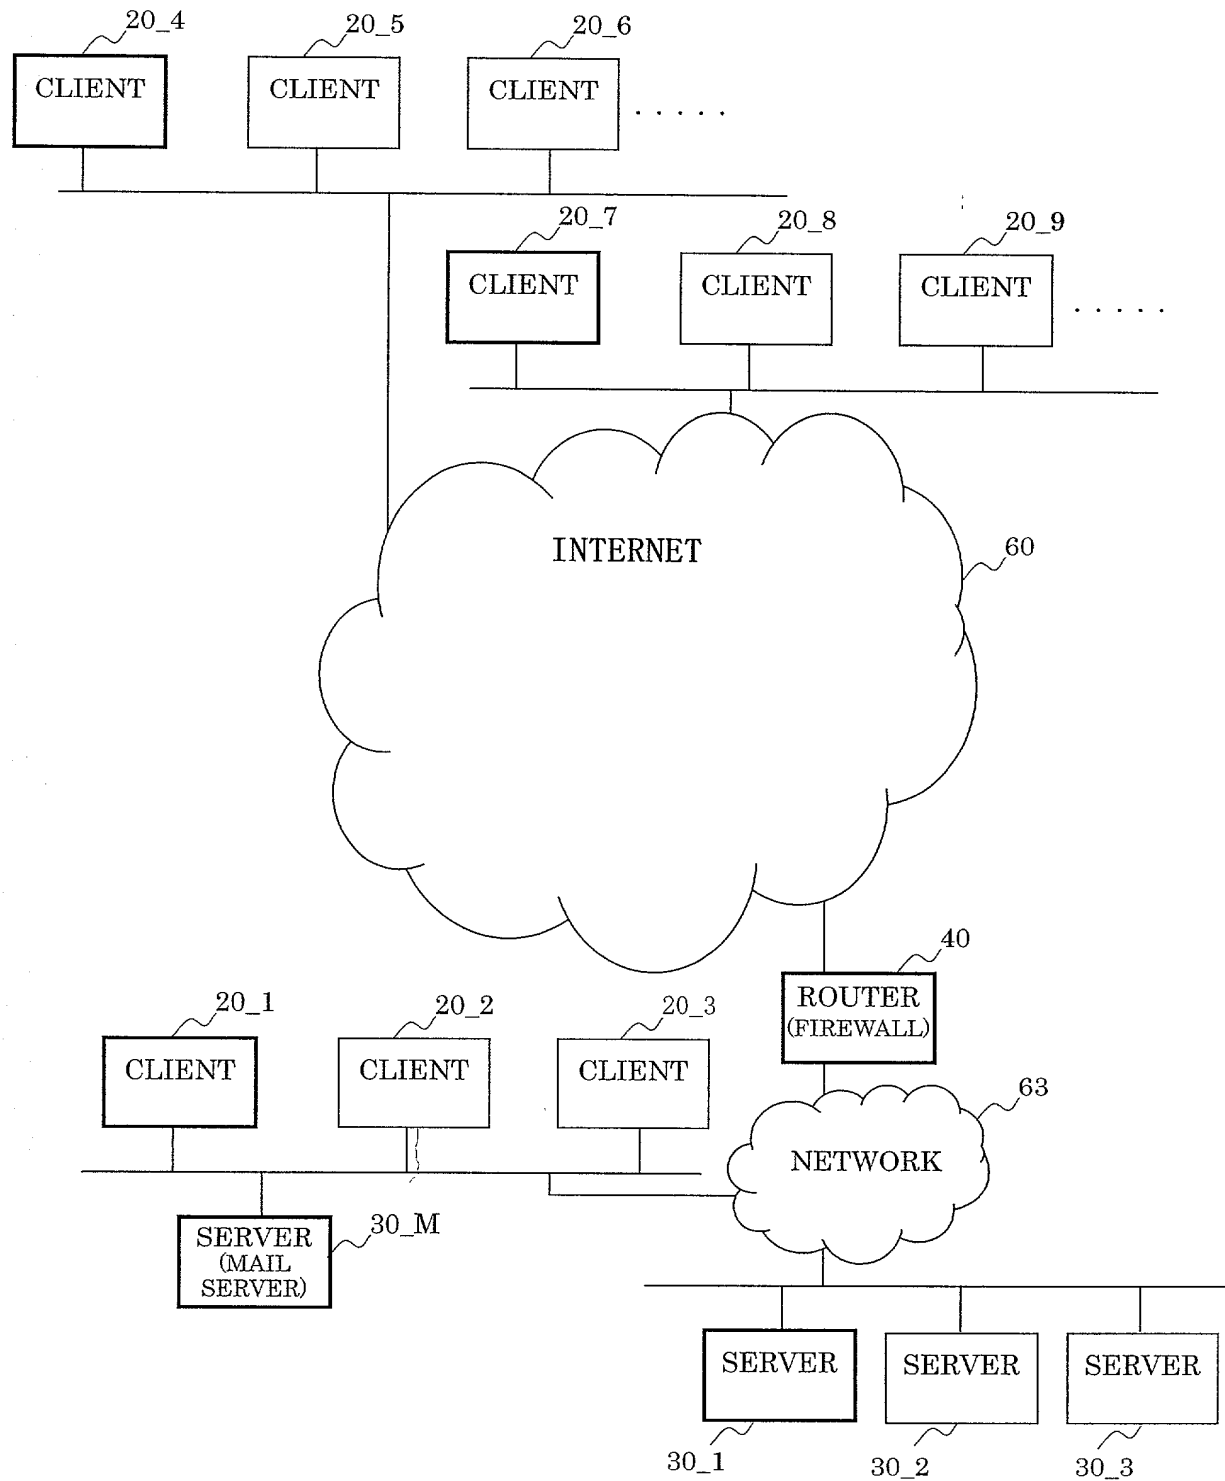 20_4
20_5
20_6
CLIENT
CLIENT
CLIENT
. . . . .
20_7
20_8
20_9
CLIENT
CLIENT
CLIENT
. . . . .
INTERNET
60
40
ROUTER
(FIREWALL)
20_1
20_2
20_3
CLIENT
CLIENT
CLIENT
63
NETWORK
30_M
SERVER
(MAIL
SERVER)
SERVER
SERVER
SERVER
30_1
30_2
30_3